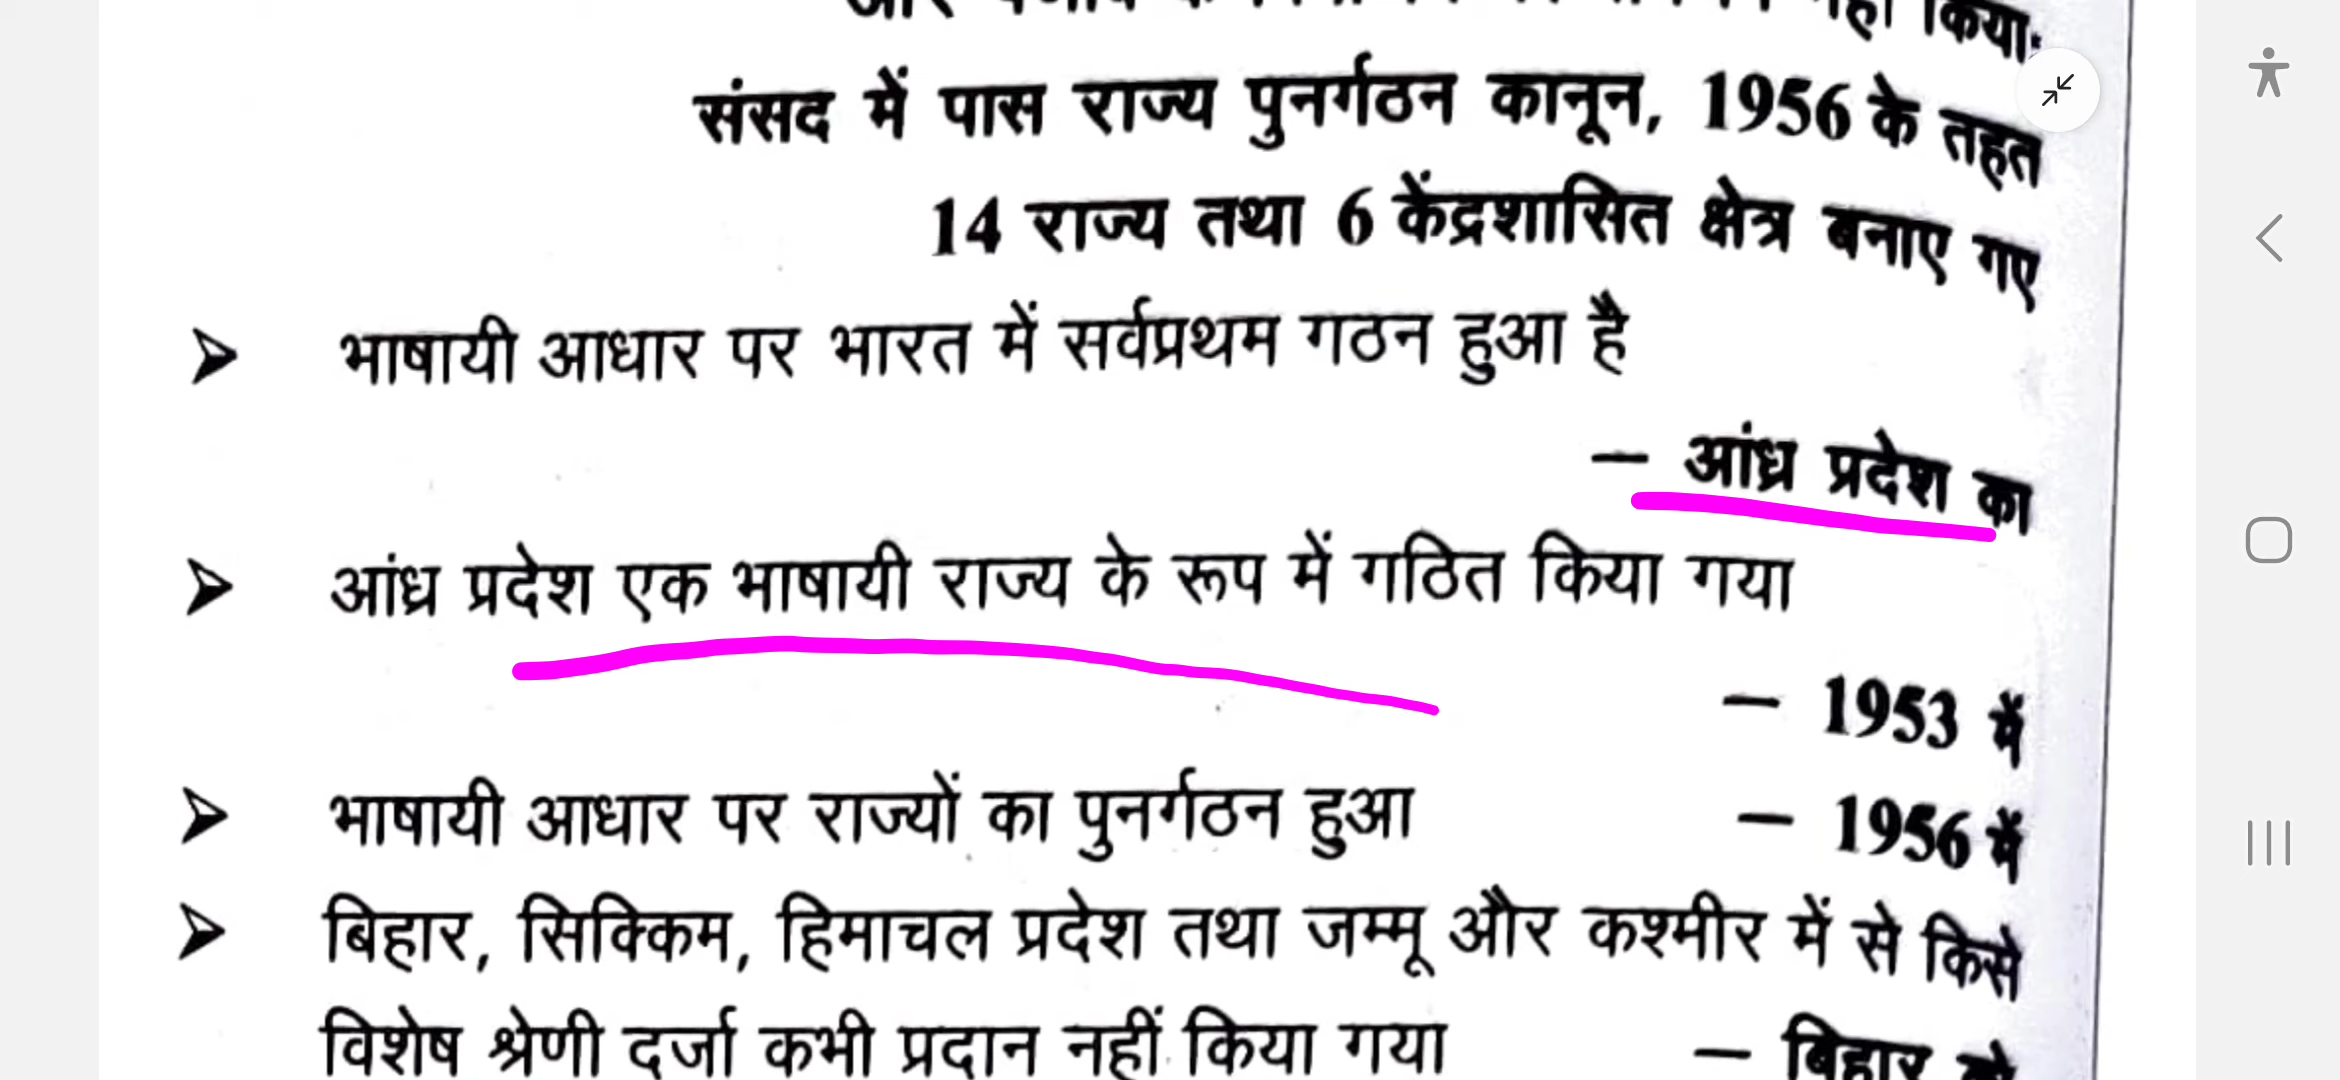 किया.
संसद में पास राज्य पुनर्गठन कानून, 1956 के तहत
14 राज्य तथा 6 केंद्रशासित क्षेत्र बनाए गए
➢ भाषायी आधार पर भारत में सर्वप्रथम गठन हुआ है
— आंध्र प्रदेश का
➢ आंध्र प्रदेश एक भाषायी राज्य के रूप में गठित किया गया
— 1953 में
➢ भाषायी आधार पर राज्यों का पुनर्गठन हुआ — 1956 में
➢ बिहार, सिक्किम, हिमाचल प्रदेश तथा जम्मू और कश्मीर में से किसे
विशेष श्रेणी दर्जा कभी प्रदान नहीं किया गया — बिहार को